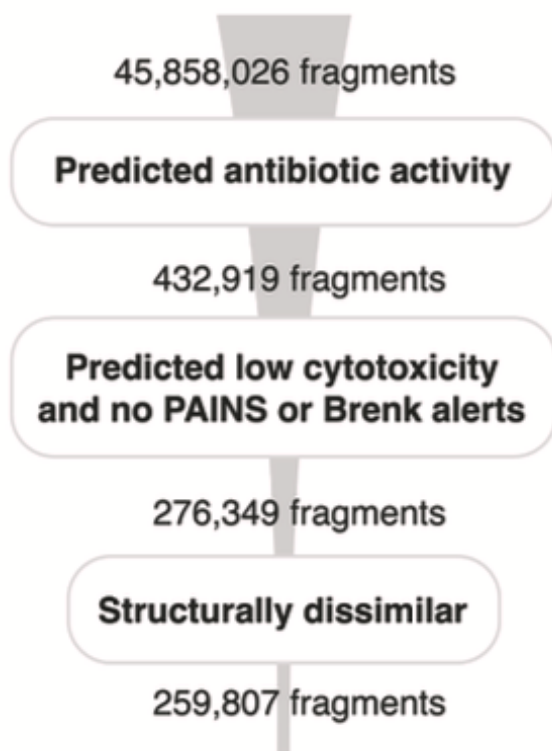 45,858,026 fragments
Predicted antibiotic activity
432,919 fragments
Predicted low cytotoxicity
and no PAINS or Brenk alerts
276,349 fragments
Structurally dissimilar
259,807 fragments